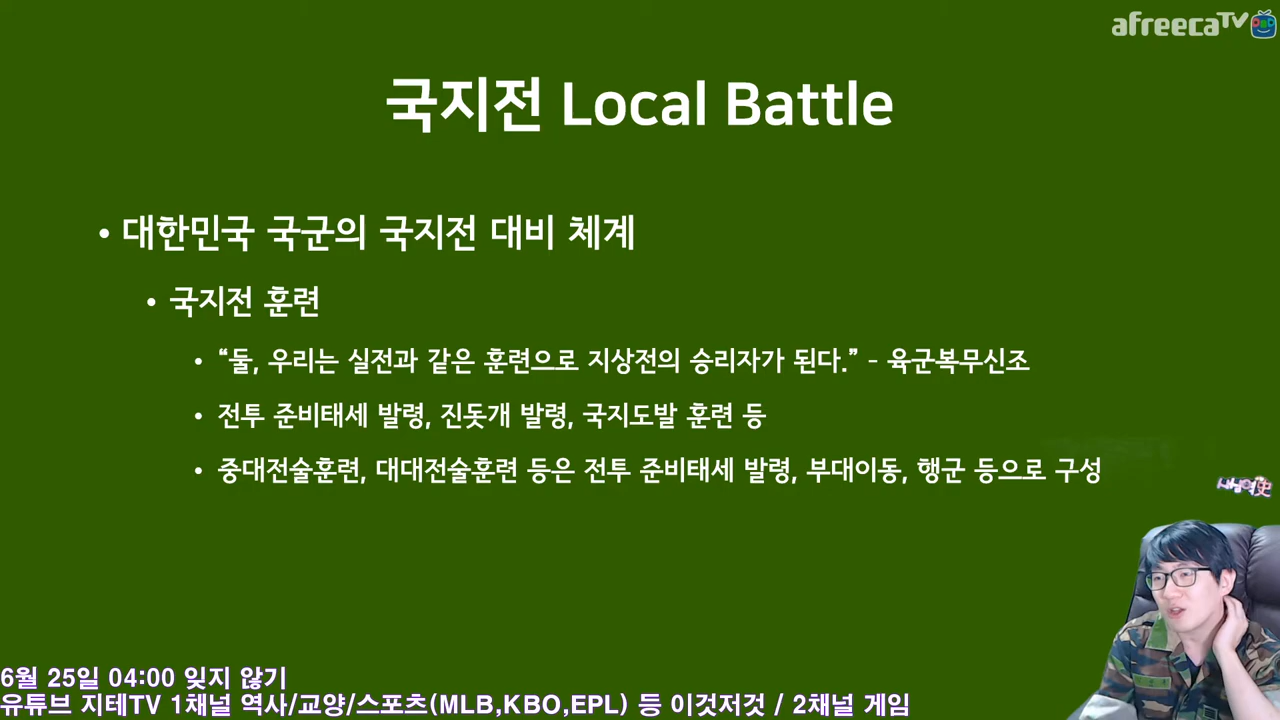 afreecaTV
국지전 Local Battle
• 대한민국 국군의 국지전 대비 체계
• 국지전 훈련
• “둘, 우리는 실전과 같은 훈련으로 지상전의 승리자가 된다.” - 육군복무신조
• 전투 준비태세 발령, 진돗개 발령, 국지도발 훈련 등
• 중대전술훈련, 대대전술훈련 등은 전투 준비태세 발령, 부대이동, 행군 등으로 구성
6월 25일 04:00 잊지 않기
유튜브 지테TV 1채널 역사/교양/스포츠(MLB,KBO,EPL) 등 이것저것 / 2채널 게임